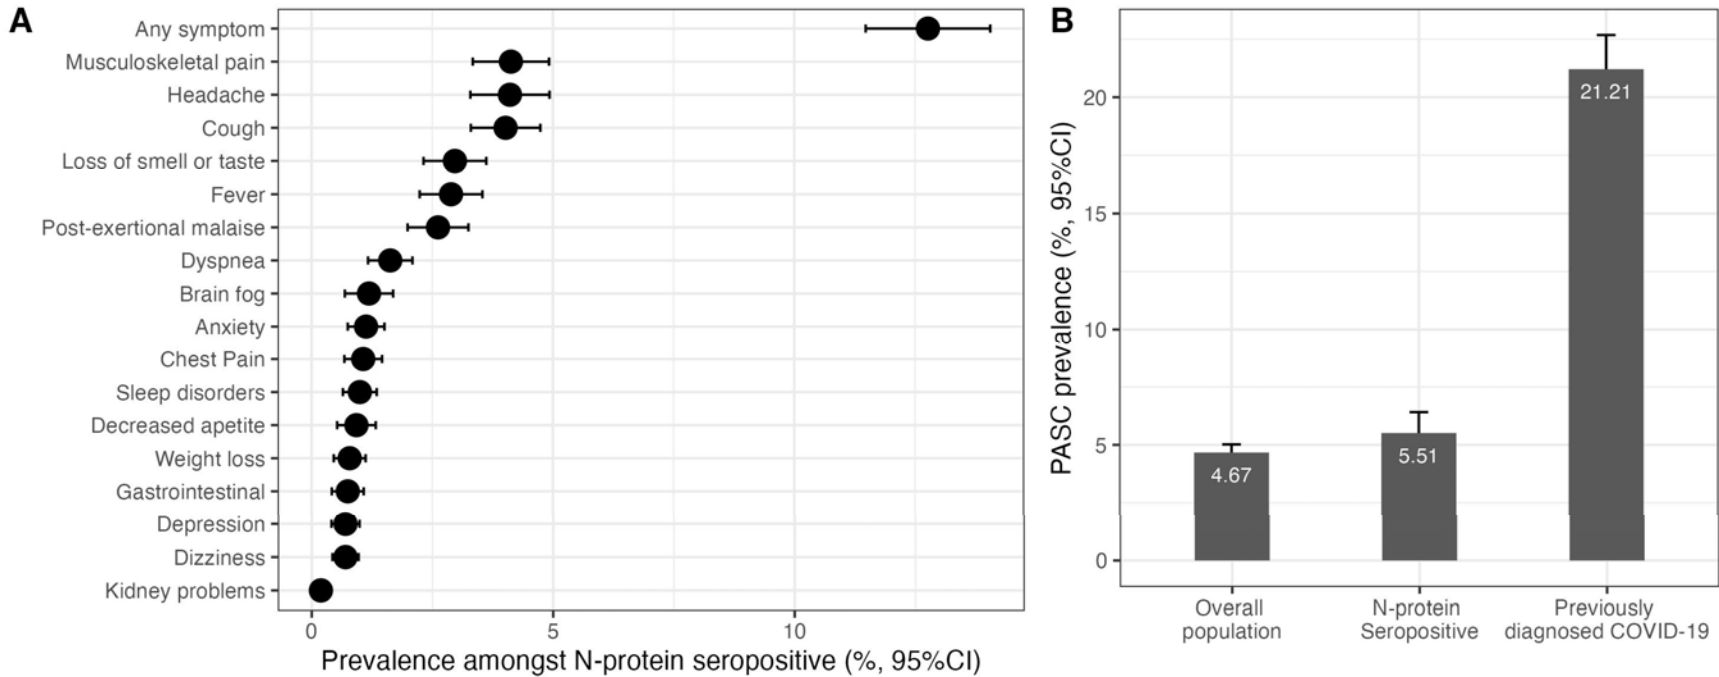 A
Any symptom
Musculoskeletal pain
Headache
Cough
Loss of smell or taste
Fever
Post-exertional malaise
Dyspnea
Brain fog
Anxiety
Chest Pain
Sleep disorders
Decreased apetite
Weight loss
Gastrointestinal
Depression
Dizziness
Kidney problems
0 5 10
Prevalence amongst N-protein seropositive (%, 95%CI)
B
PASC prevalence (%, 95%CI)
20
15
10
5
0
4.67
5.51
21.21
Overall
population
N-protein
Seropositive
Previously
diagnosed COVID-19